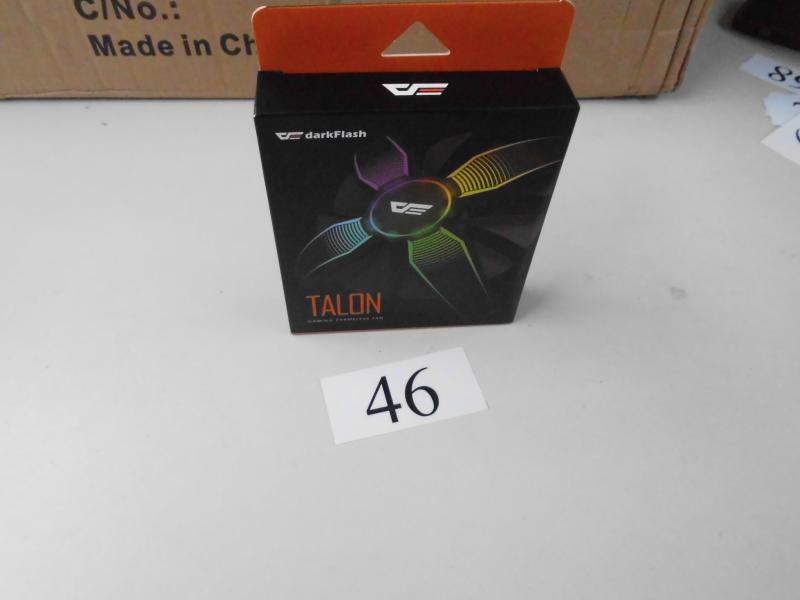 C/No.:
Made in Ch
darkFlash
TALON
GAMING FRAMELESS FAN
46